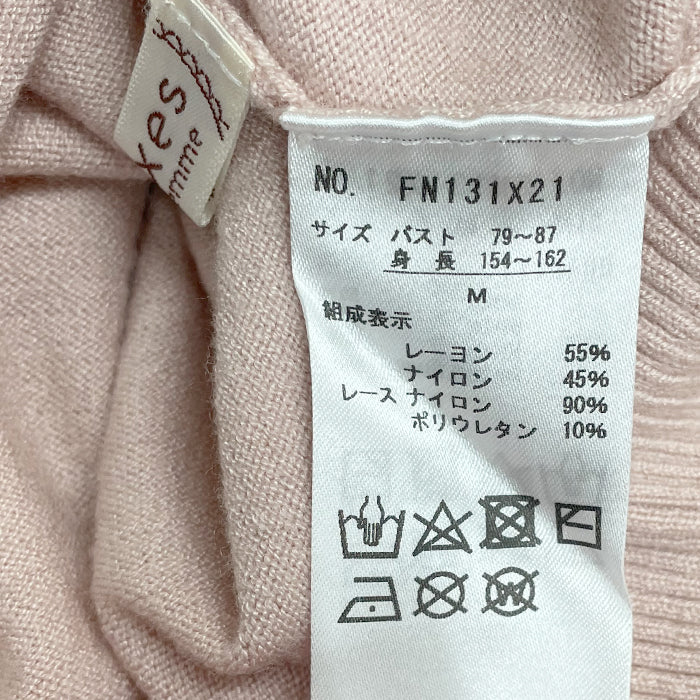 xes
mme
NO. FN131X21
サイズ バスト 79～87
身長 154～162
M
組成表示
レーヨン 55%
ナイロン 45%
レース ナイロン 90%
ポリウレタン 10%
W